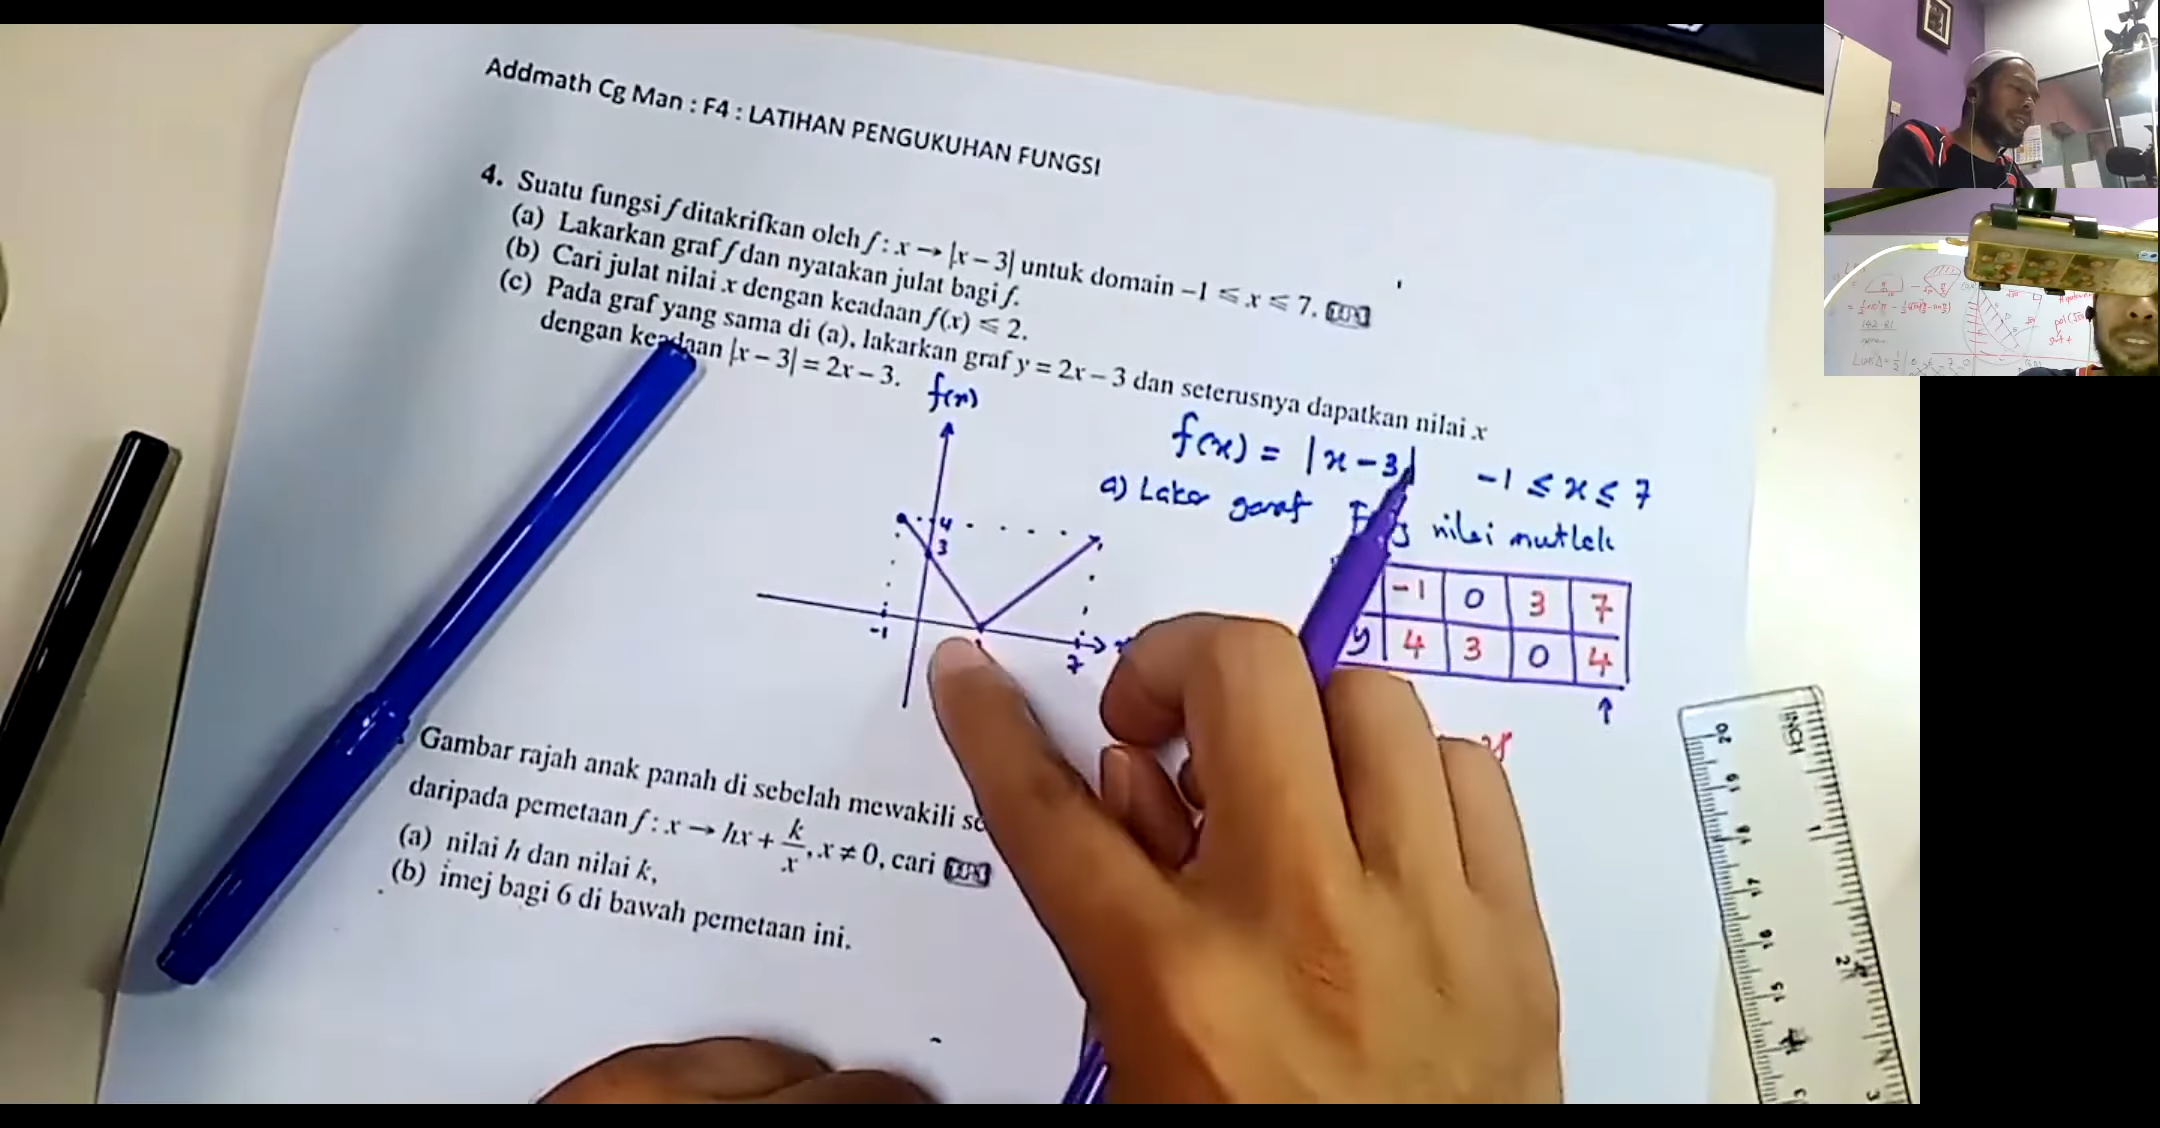 Addmath Cg Man : F4 : LATIHAN PENGUKUHAN FUNGSI
4. Suatu fungsi f ditakrifkan oleh f : x → |x – 3| untuk domain –1 ⩽ x ⩽ 7.
(a) Lakarkan graf f dan nyatakan julat bagi f.
(b) Cari julat nilai x dengan keadaan f(x) ⩽ 2.
(c) Pada graf yang sama di (a), lakarkan graf y = 2x – 3 dan seterusnya dapatkan nilai x
dengan keadaan |x – 3| = 2x – 3.
f(x)
4
3
-1
7
f(x) = |x - 3| -1 ≤ x ≤ 7
a) Lakar graf nilai mutlak
-1 0 3 7
y 4 3 0 4
Gambar rajah anak panah di sebelah mewakili
daripada pemetaan f : x → hx + k/x, x ≠ 0, cari
(a) nilai h dan nilai k,
(b) imej bagi 6 di bawah pemetaan ini.
INCH